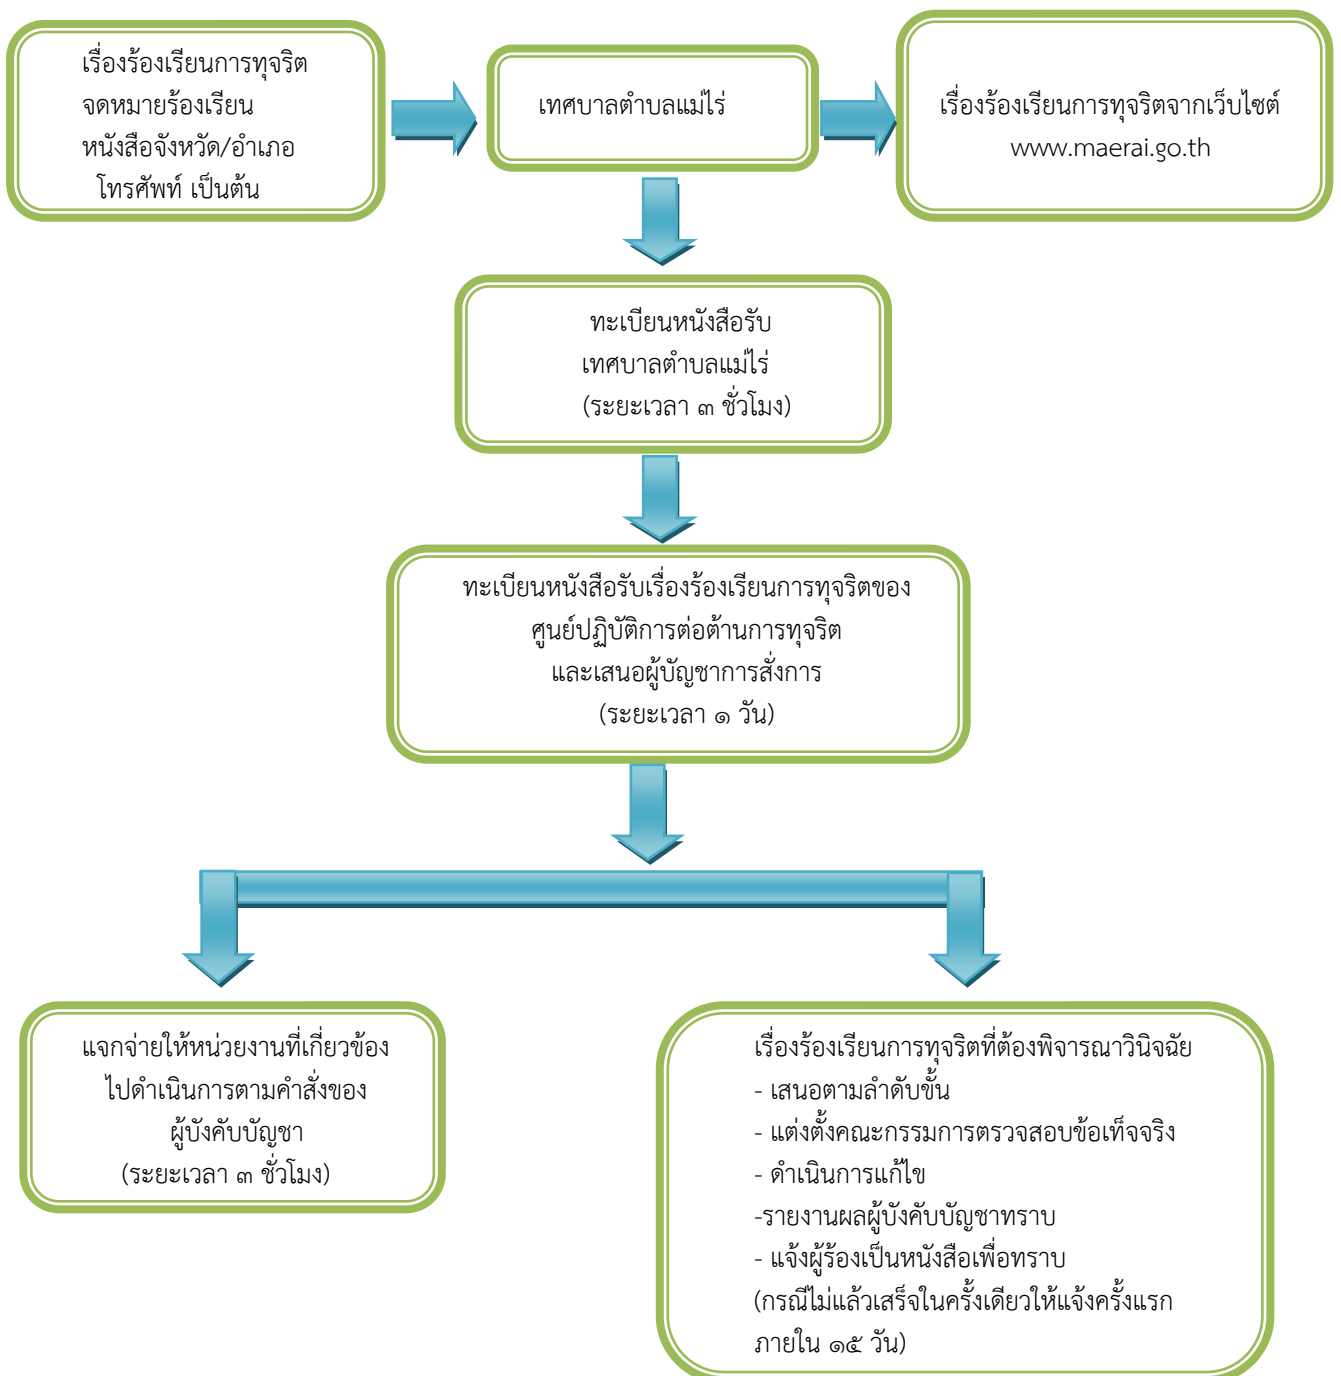 เรื่องร้องเรียนการทุจริต
จดหมายร้องเรียน
หนังสือจังหวัด/อำเภอ
โทรศัพท์ เป็นต้น
เทศบาลตำบลแม่ไร่
เรื่องร้องเรียนการทุจริตจากเว็บไซต์
www.maerai.go.th
ทะเบียนหนังสือรับ
เทศบาลตำบลแม่ไร่
(ระยะเวลา ๓ ชั่วโมง)
ทะเบียนหนังสือรับเรื่องร้องเรียนการทุจริตของ
ศูนย์ปฏิบัติการต่อต้านการทุจริต
และเสนอผู้บัญชาการสั่งการ
(ระยะเวลา ๑ วัน)
แจกจ่ายให้หน่วยงานที่เกี่ยวข้อง
ไปดำเนินการตามคำสั่งของ
ผู้บังคับบัญชา
(ระยะเวลา ๓ ชั่วโมง)
เรื่องร้องเรียนการทุจริตที่ต้องพิจารณาวินิจฉัย
- เสนอตามลำดับขั้น
- แต่งตั้งคณะกรรมการตรวจสอบข้อเท็จจริง
- ดำเนินการแก้ไข
-รายงานผลผู้บังคับบัญชาทราบ
- แจ้งผู้ร้องเป็นหนังสือเพื่อทราบ
(กรณีไม่แล้วเสร็จในครั้งเดียวให้แจ้งครั้งแรก
ภายใน ๑๕ วัน)